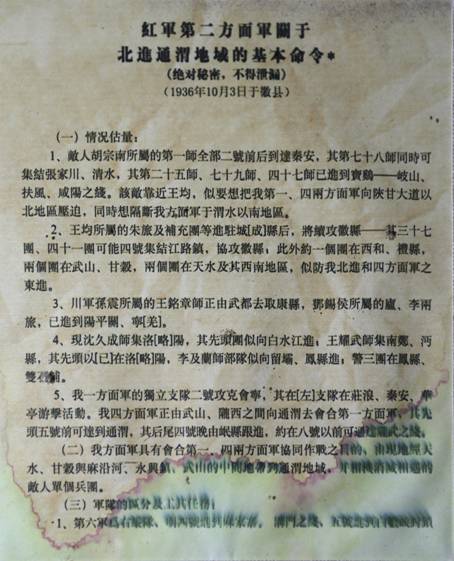 紅軍第二方面軍關于
北進通渭地域的基本命令*
(绝对秘密，不得泄漏)
(1936年10月3日于徽县)
(一) 情况估量：
1、敵人胡宗南所屬的第一師全部二號前后到達秦安，其第七十八師同時可
集結張家川、清水，其第二十五師、七十九師、四十七師已進到寶鷄——岐山、
扶風、咸陽之綫。該敵靠近王均，似要想把我第一、四兩方面軍向陝甘大道以
北地區壓迫，同時想隔斷我方面軍于渭水以南地區。
2、王均所屬的朱旅及補充團等進駐城[成]縣后，將續攻徽縣——其三十七
團、四十一團可能四號集結江路鎮，協攻徽縣；此外約一個團在西和、禮縣，
兩個團在武山、甘穀，兩個團在天水及其西南地區，似防我北進和四方面軍之
東進。
3、川軍孫震所屬的王銘章師正由武都去取康縣，鄧錫侯所屬的盧、李兩
旅，已進到陽平關、寧[羌]。
4、現沈久成師集洛[略]陽，其先頭團似向白水江進；王耀武師集南鄭、沔
縣，其先頭以[已]在洛[略]陽，李及蘭師部隊似向留壩、鳳縣進；警三團在鳳縣、
雙石鋪。
5、我一方面軍的獨立支隊二號攻克會寧，其在[左]支隊在莊浪、秦安、華
亭游擊活動。我四方面軍正由武山、隴西之間向通渭去會合第一方面軍，其先
頭五號前可達到通渭，其后尾四號晚由岷縣跟進，約在八號以前可通達
(二) 我方面軍具有會合第一、四兩方面軍協同作戰之目的，由現地經天
水、甘穀與麻沿河、永興鎮、武山的中間地帶到通渭地域，并相機消滅相遇的
敵人單個兵團。
(三) 軍隊的區分及
1、第六軍爲右縱隊，